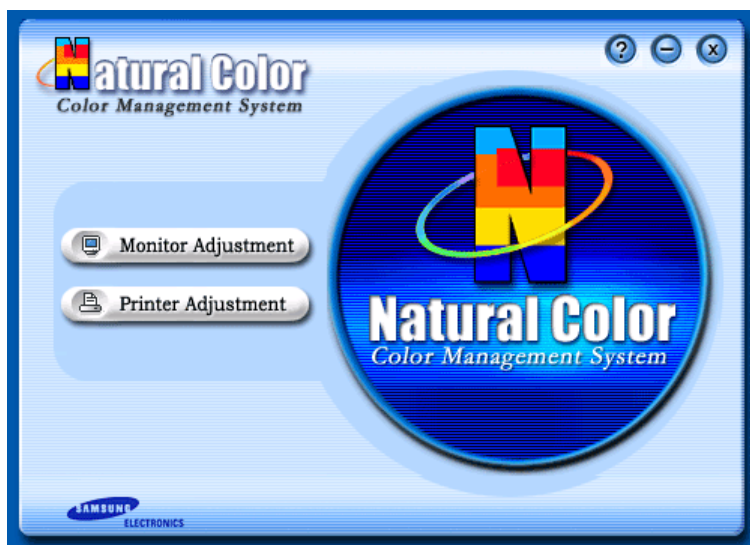 Natural Color
Color Management System
?
x
Monitor Adjustment
Printer Adjustment
N
Natural Color
Color Management System
SAMSUNG
ELECTRONICS